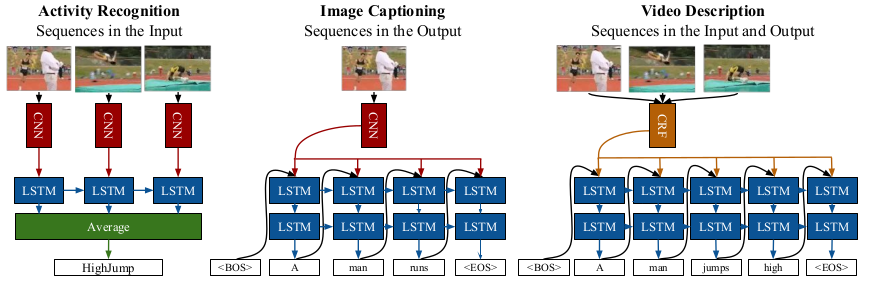 Activity Recognition
Sequences in the Input
CNN
CNN
CNN
LSTM
LSTM
LSTM
Average
HighJump
Image Captioning
Sequences in the Output
CNN
LSTM
LSTM
LSTM
LSTM
LSTM
LSTM
LSTM
LSTM
<BOS>
A
man
runs
<EOS>
Video Description
Sequences in the Input and Output
CRF
LSTM
LSTM
LSTM
LSTM
LSTM
LSTM
LSTM
LSTM
LSTM
LSTM
<BOS>
A
man
jumps
high
<EOS>